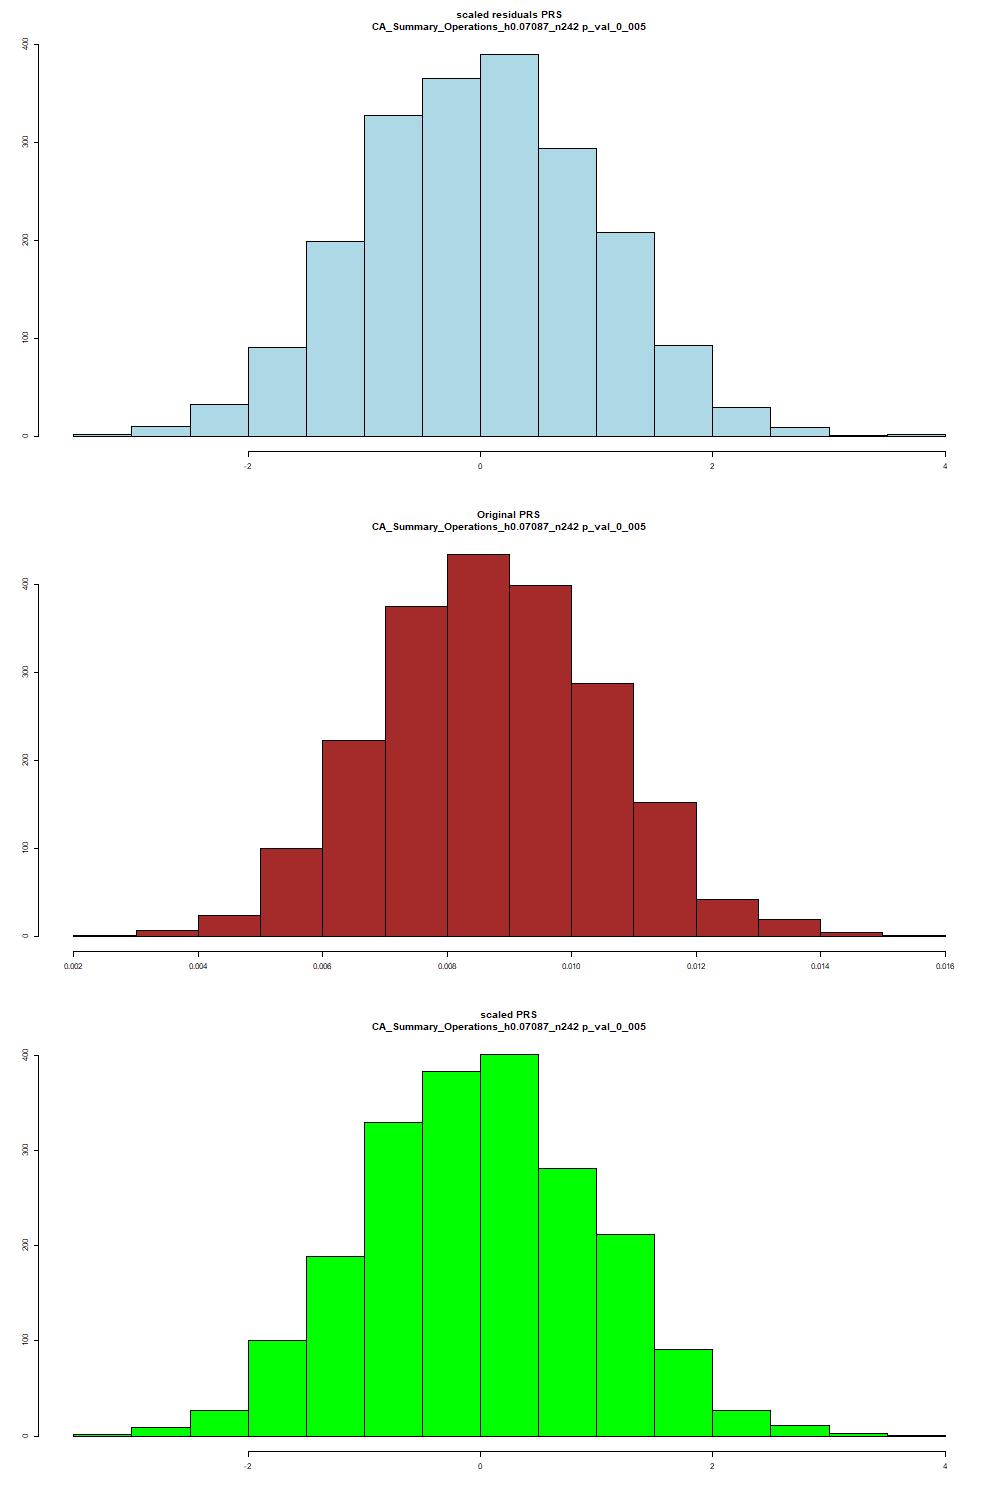 scaled residuals PRS
CA_Summary_Operations_h0.07087_n242 p_val_0_005
400
300
200
100
0
-2 0 2 4
Original PRS
CA_Summary_Operations_h0.07087_n242 p_val_0_005
400
300
200
100
0
0.002 0.004 0.006 0.008 0.010 0.012 0.014 0.016
scaled PRS
CA_Summary_Operations_h0.07087_n242 p_val_0_005
400
300
200
100
0
-2 0 2 4